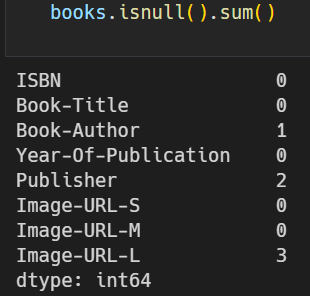 books.isnull().sum()
ISBN 0
Book-Title 0
Book-Author 1
Year-Of-Publication 0
Publisher 2
Image-URL-S 0
Image-URL-M 0
Image-URL-L 3
dtype: int64